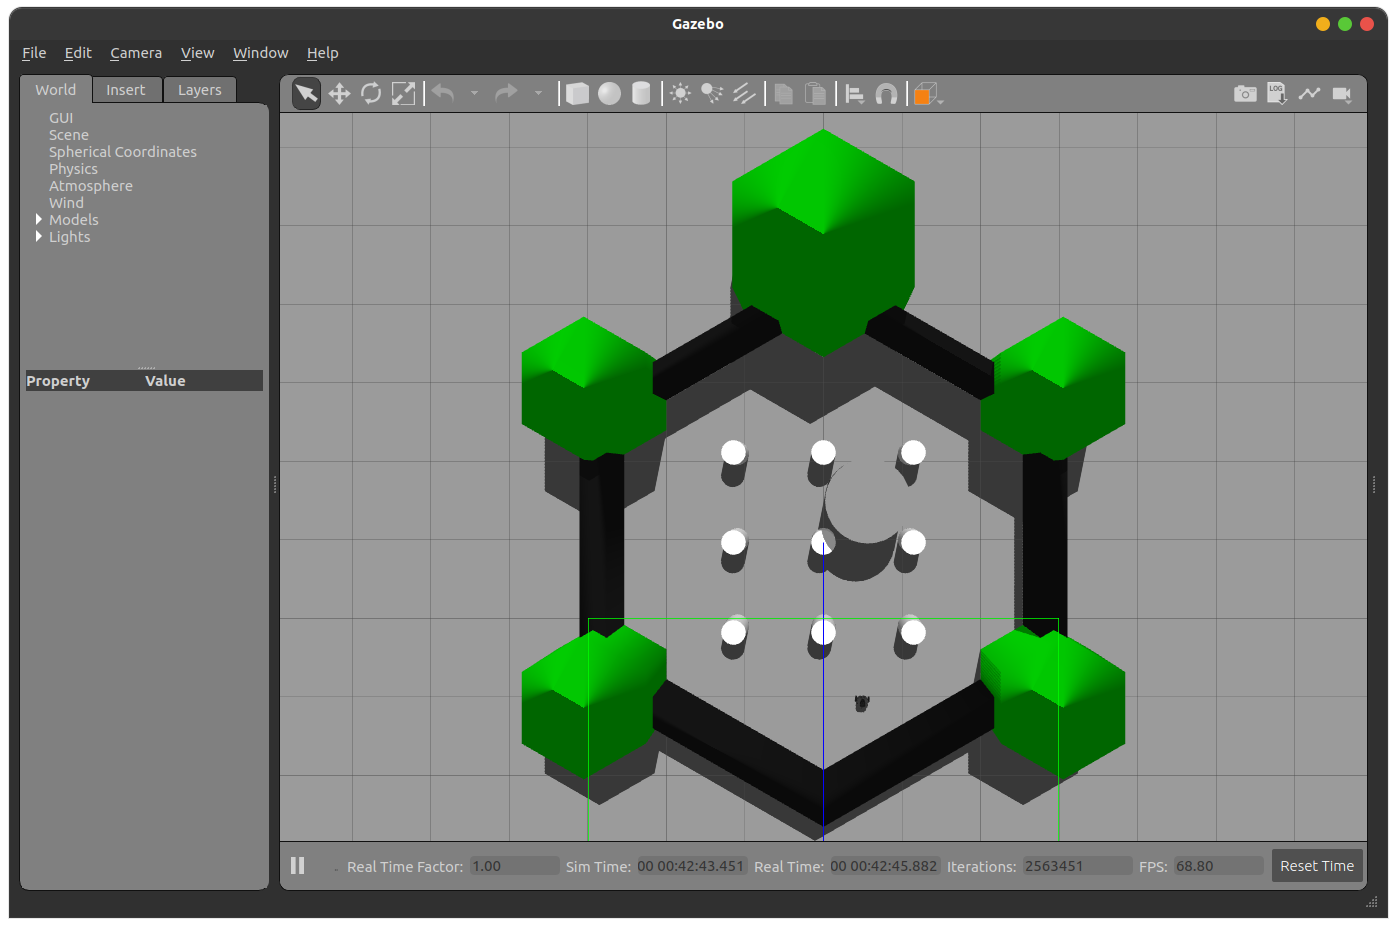 Gazebo
File Edit Camera View Window Help
World Insert Layers
LOG
GUI
Scene
Spherical Coordinates
Physics
Atmosphere
Wind
Models
Lights
Property Value
Real Time Factor: 1.00 Sim Time: 00 00:42:43.451 Real Time: 00 00:42:45.882 Iterations: 2563451 FPS: 68.80 Reset Time